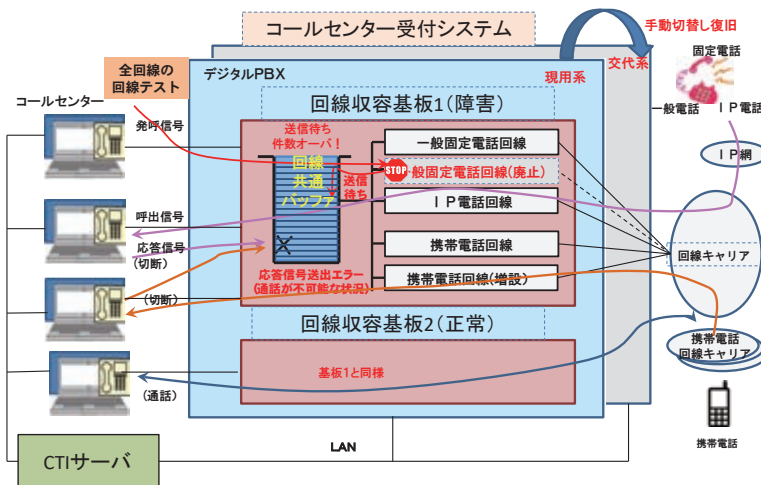 コールセンター受付システム
手動切替し復旧
固定電話
一般電話
ＩＰ電話
ＩＰ網
全回線の
回線テスト
デジタルPBX
現用系
交代系
コールセンター
回線収容基板１（障害）
発呼信号
送信待ち
件数オーバ！
回線
共通
バッファ
送信
待ち
一般固定電話回線
STOP
一般固定電話回線（廃止）
ＩＰ電話回線
携帯電話回線
携帯電話回線（増設）
呼出信号
応答信号
（切断）
（切断）
応答信号送出エラー
（通話が不可能な状況）
回線キャリア
回線収容基板２（正常）
基板１と同様
（通話）
携帯電話
回線キャリア
携帯電話
LAN
CTIサーバ